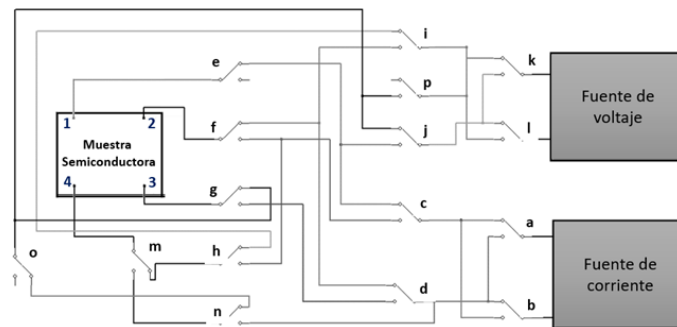 i
e
k
p
Fuente de
voltaje
1
2
f
j
l
Muestra
Semiconductora
4
3
g
c
a
o
m
h
Fuente de
corriente
d
b
n